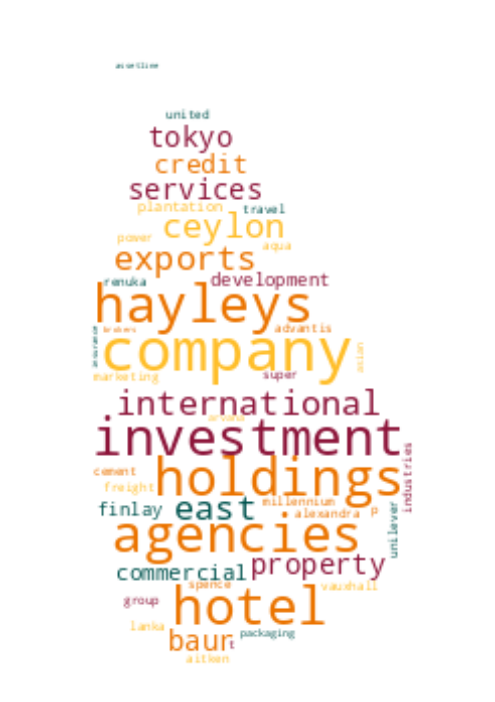 assetline
united
tokyo
credit
services
plantation travel
ceylon
power aqua
exports
renuka development
hayleys
brokers advantis
insurance
company
asian
marketing super
international
investment
cement holdings
industries
freight millennium
finlay east alexandra p
unilever
agencies
commercial property
spence vauxhall
group hotel
lanka packaging
baur t
aitken